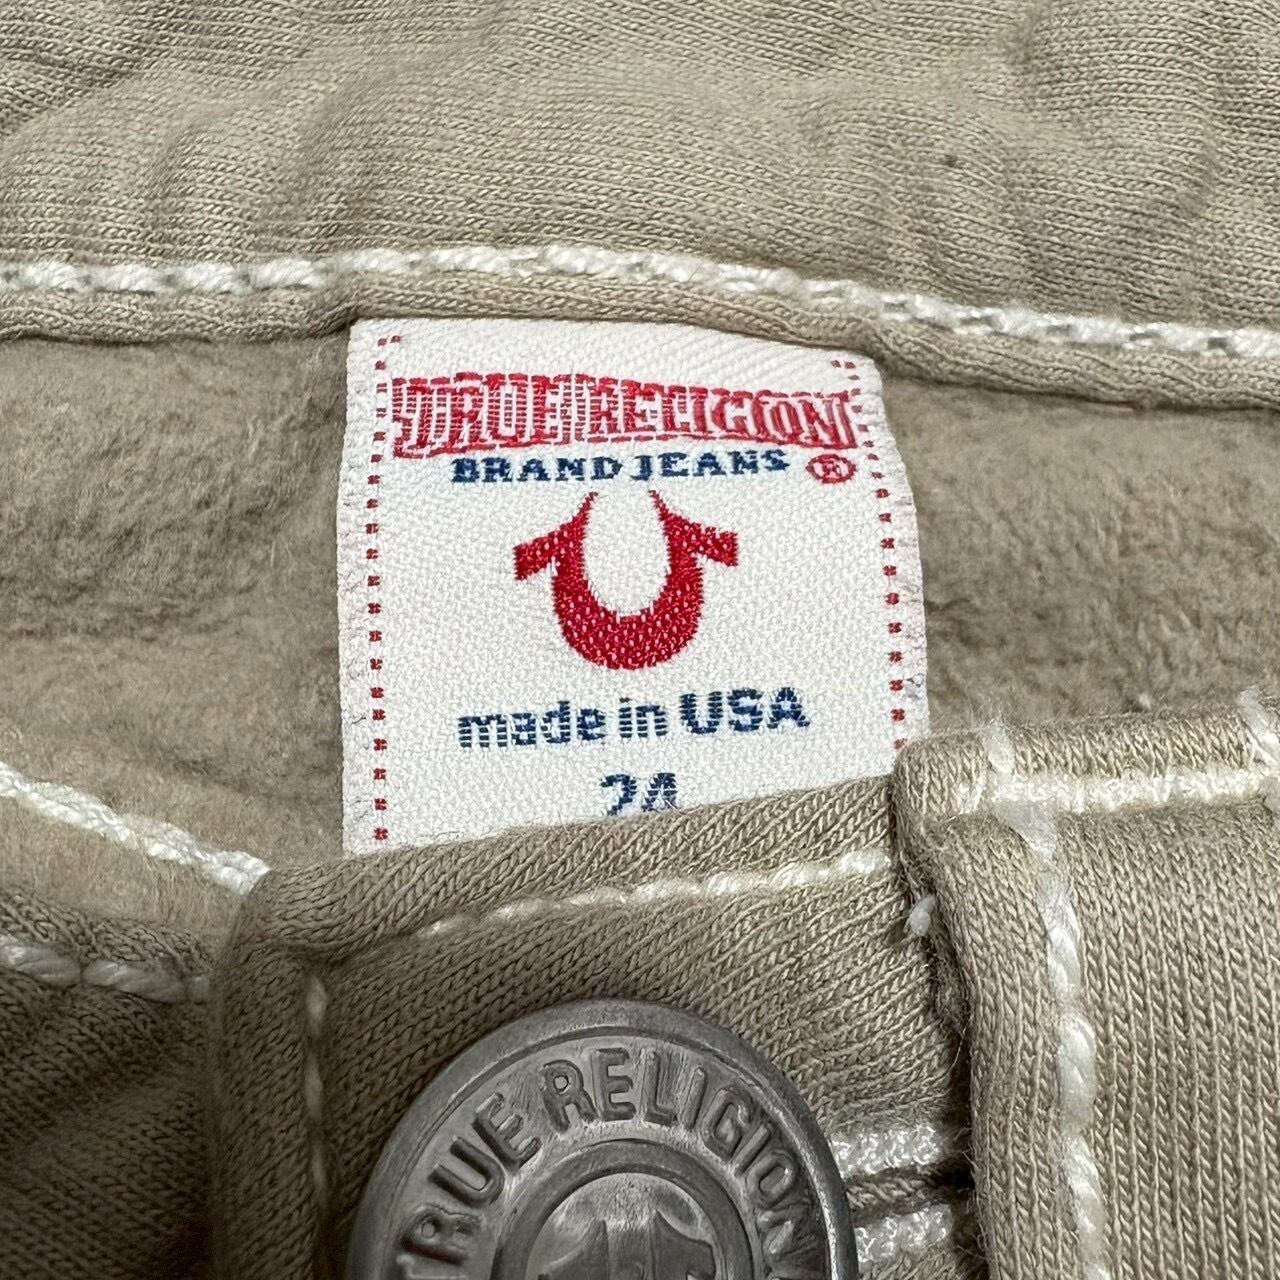 TRUE RELIGION
BRAND JEANS ®
made in USA
24
TRUE RELIGION